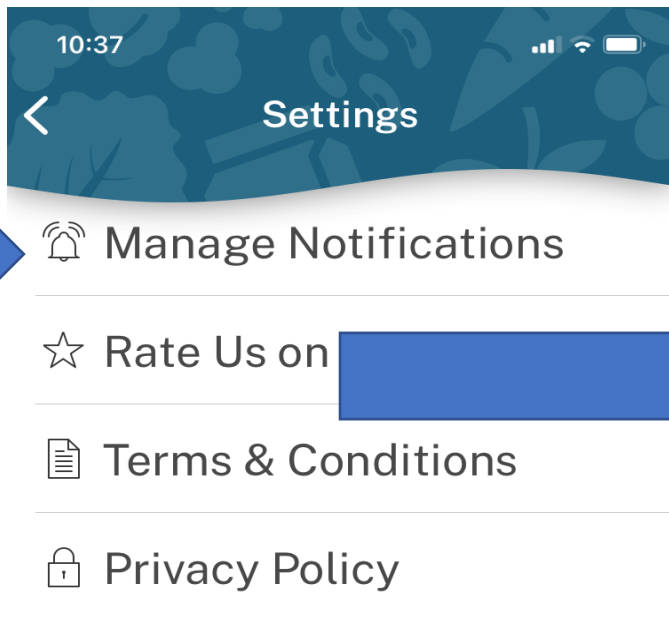 10:37
Settings
Manage Notifications
Rate Us on
Terms & Conditions
Privacy Policy